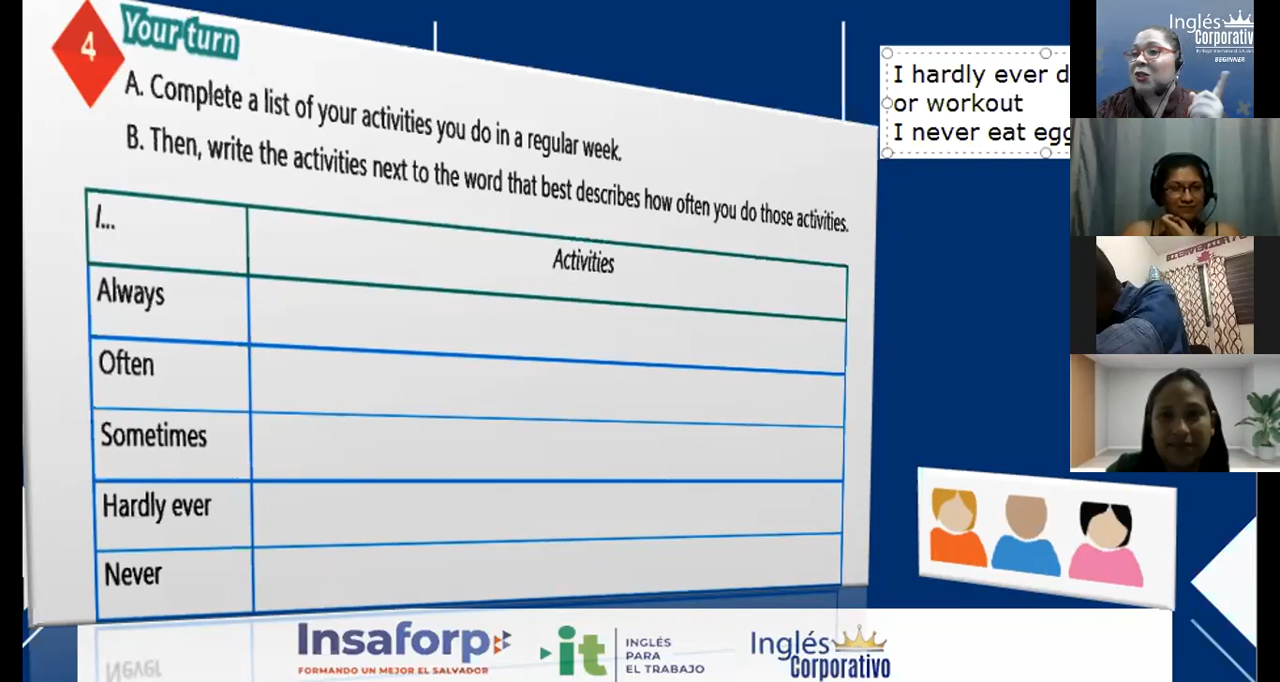 4
Your turn
A. Complete a list of your activities you do in a regular week.
B. Then, write the activities next to the word that best describes how often you do those activities.
I...
Activities
Always
Often
Sometimes
Hardly ever
Never
I hardly ever d
or workout
I never eat egg
Inglés
Corporativ
BEGINNER
Insaforp
FORMANDO UN MEJOR EL SALVADOR
it
INGLÉS
PARA
EL TRABAJO
Inglés
Corporativo
Never